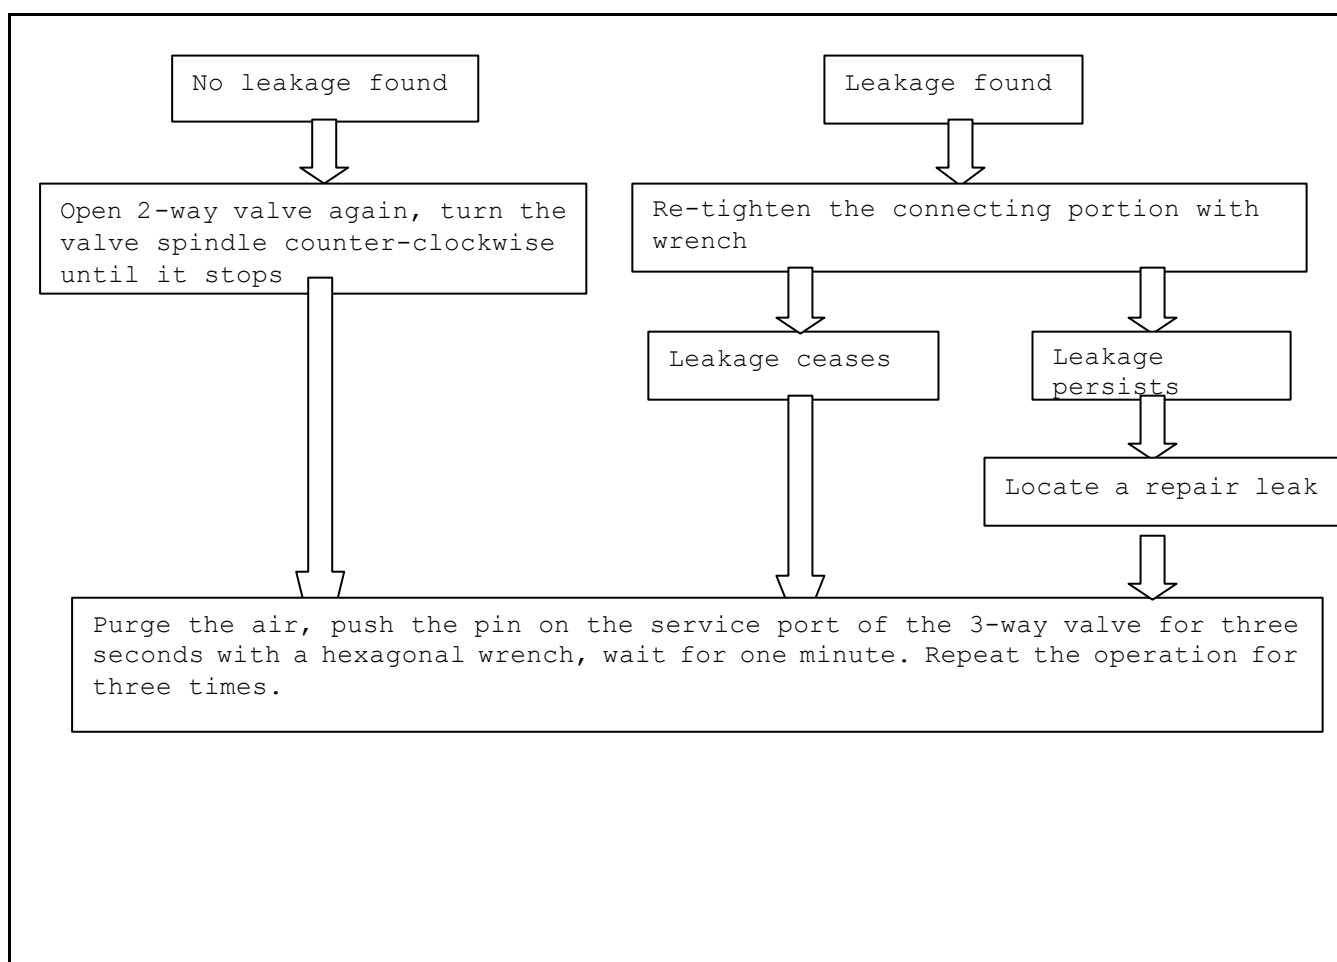 No leakage found
Leakage found
Open 2-way valve again, turn the
valve spindle counter-clockwise
until it stops
Re-tighten the connecting portion with
wrench
Leakage ceases
Leakage
persists
Locate a repair leak
Purge the air, push the pin on the service port of the 3-way valve for three
seconds with a hexagonal wrench, wait for one minute. Repeat the operation for
three times.